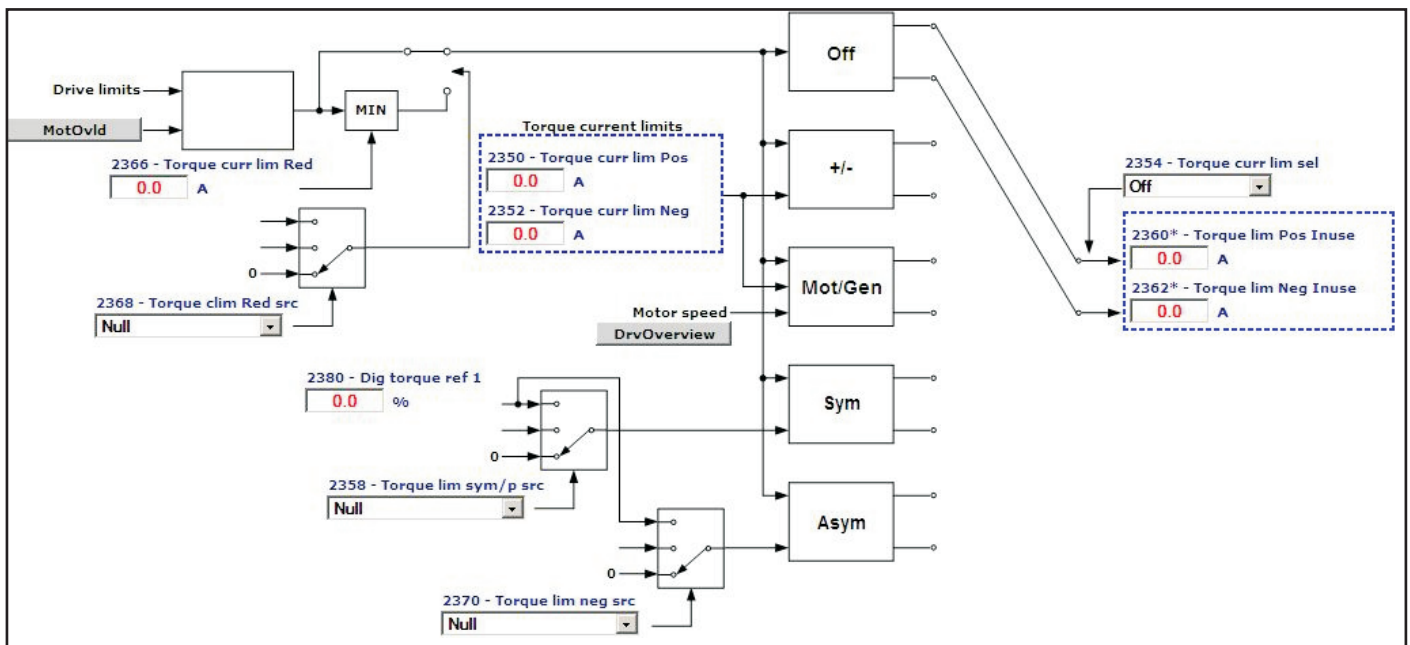 Off
Drive limits
MotOvld
MIN
2366 - Torque curr lim Red
0.0 A
Torque current limits
2350 - Torque curr lim Pos
0.0 A
2352 - Torque curr lim Neg
0.0 A
+/-
2354 - Torque curr lim sel
Off
2360* - Torque lim Pos Inuse
0.0 A
2362* - Torque lim Neg Inuse
0.0 A
0
2368 - Torque clim Red src
Null
Mot/Gen
Motor speed
DrvOverview
2380 - Dig torque ref 1
0.0 %
0
Sym
2358 - Torque lim sym/p src
Null
Asym
0
2370 - Torque lim neg src
Null